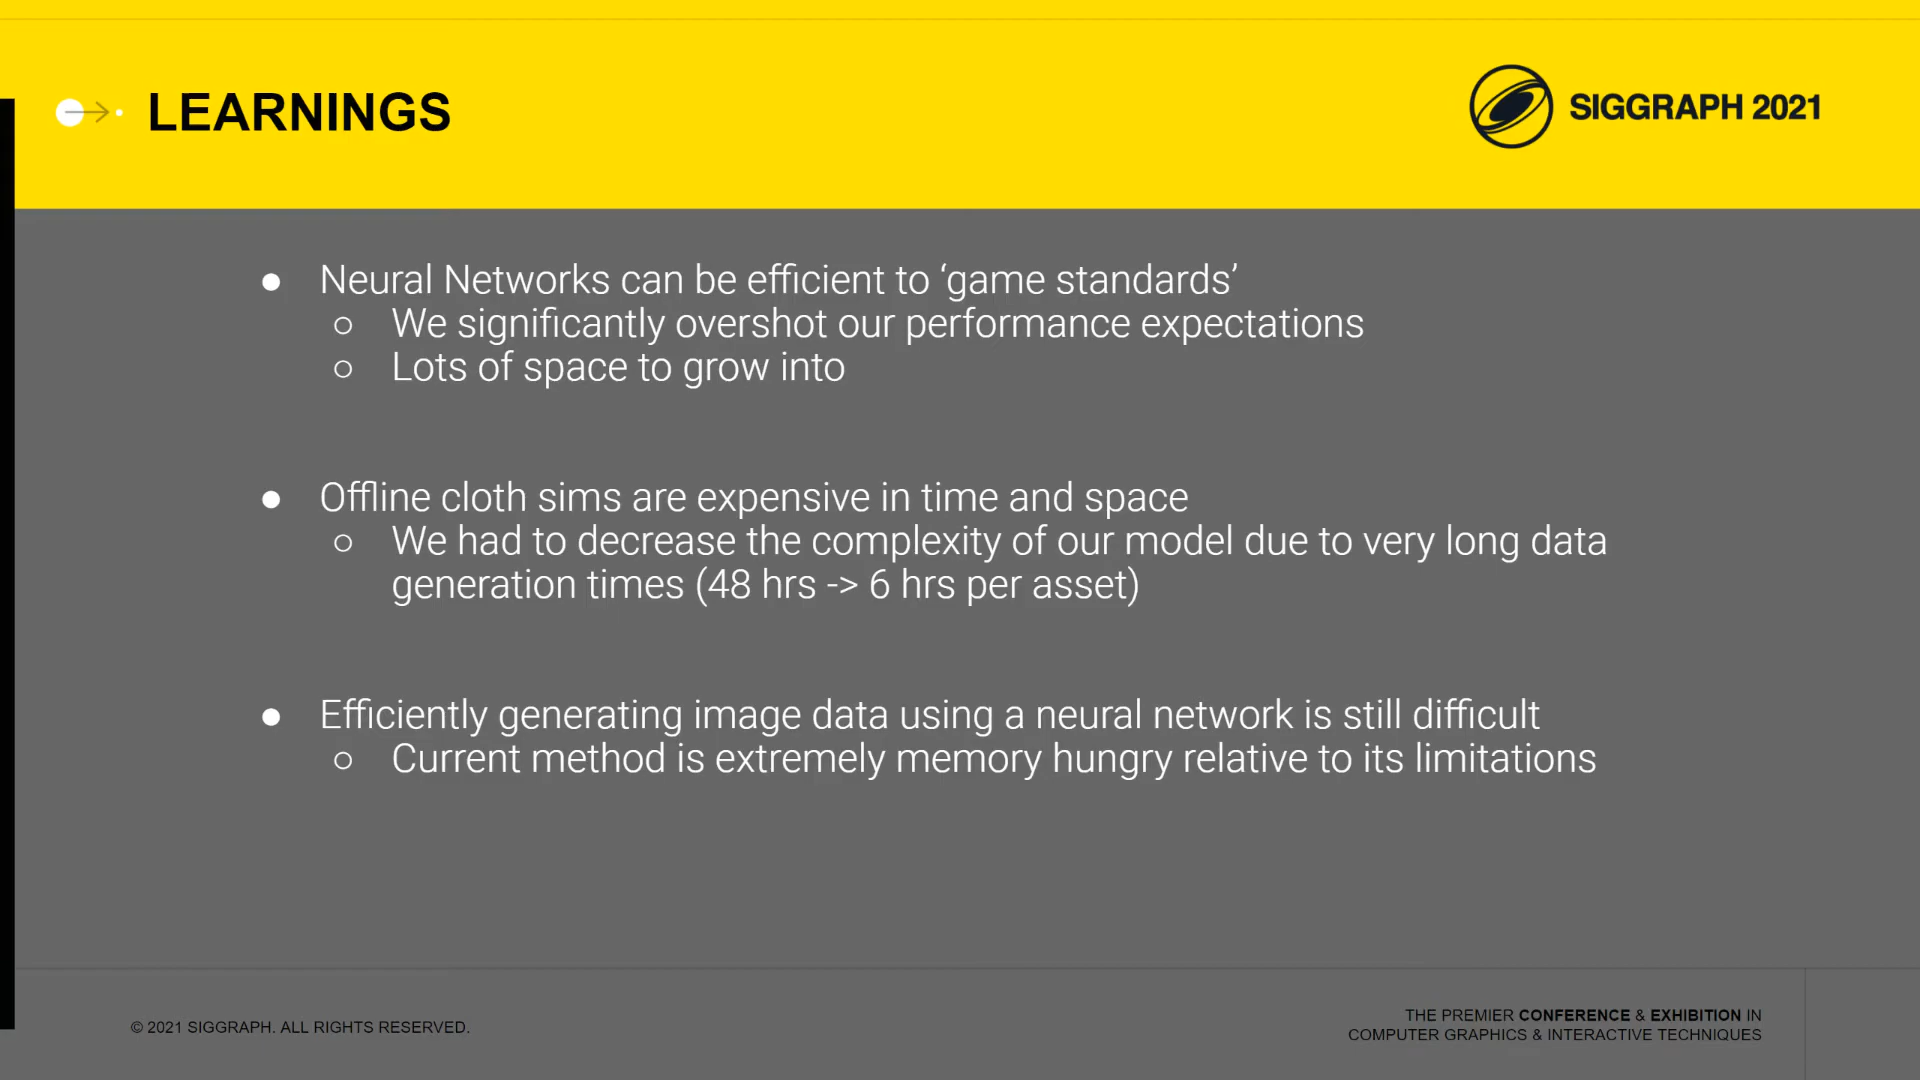 LEARNINGS
SIGGRAPH 2021
● Neural Networks can be efficient to ‘game standards’
○ We significantly overshot our performance expectations
○ Lots of space to grow into
● Offline cloth sims are expensive in time and space
○ We had to decrease the complexity of our model due to very long data
generation times (48 hrs -> 6 hrs per asset)
● Efficiently generating image data using a neural network is still difficult
○ Current method is extremely memory hungry relative to its limitations
© 2021 SIGGRAPH. ALL RIGHTS RESERVED.
THE PREMIER CONFERENCE & EXHIBITION IN
COMPUTER GRAPHICS & INTERACTIVE TECHNIQUES